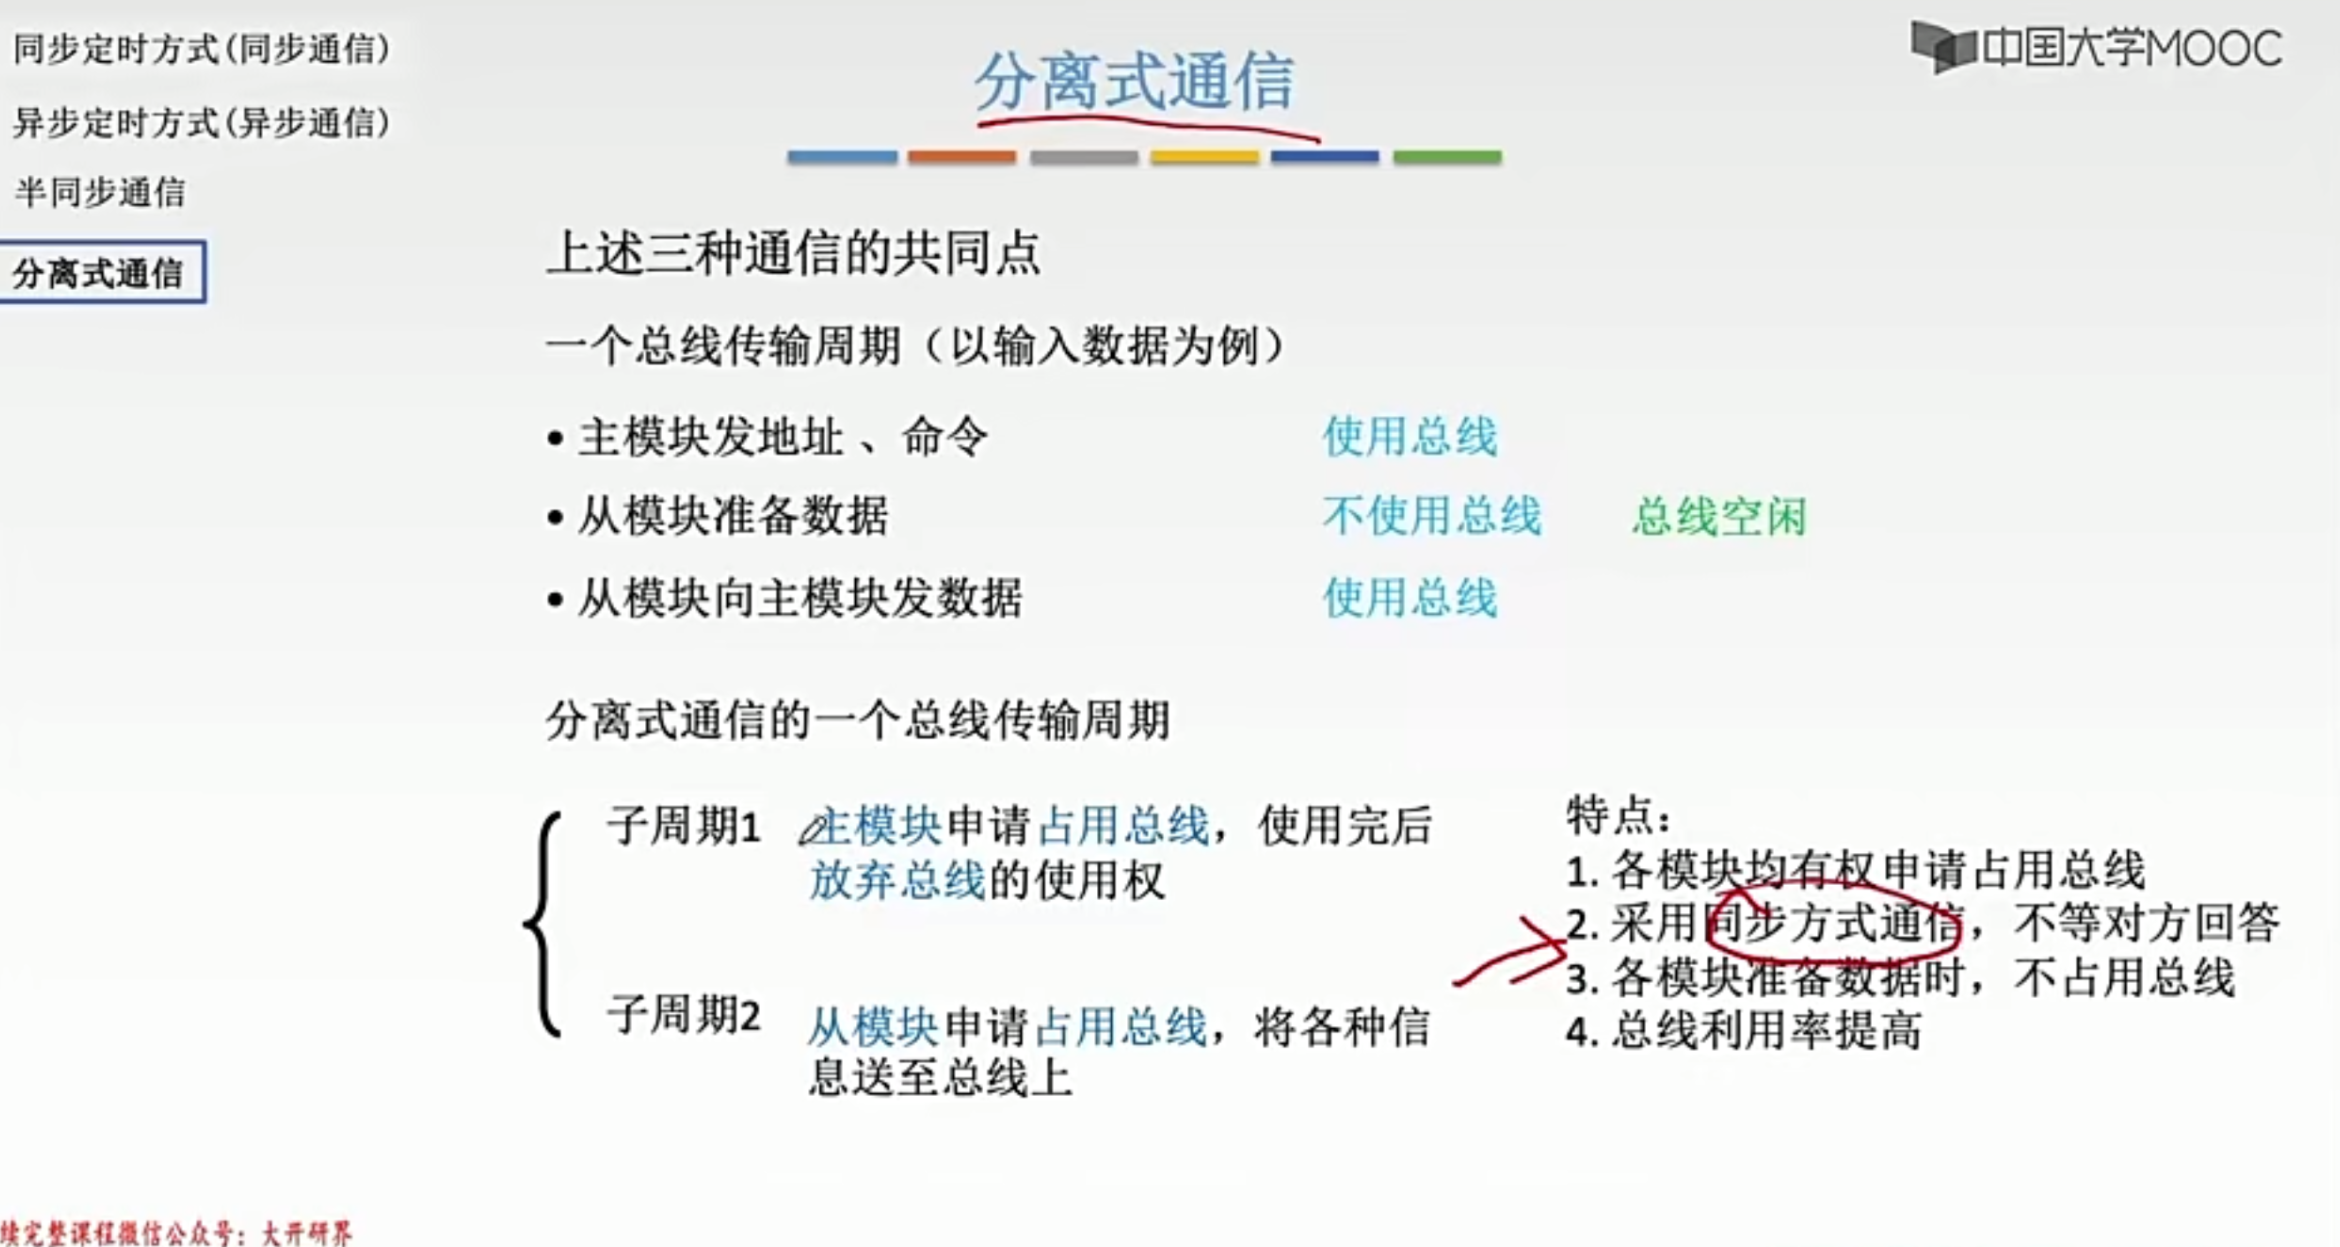 同步定时方式(同步通信)
异步定时方式(异步通信)
半同步通信
分离式通信
分离式通信
中国大学MOOC
上述三种通信的共同点
一个总线传输周期（以输入数据为例）
• 主模块发地址 、命令 使用总线
• 从模块准备数据 不使用总线 总线空闲
• 从模块向主模块发数据 使用总线
分离式通信的一个总线传输周期
子周期1 主模块申请占用总线，使用完后
放弃总线的使用权
子周期2 从模块申请占用总线，将各种信
息送至总线上
特点：
1. 各模块均有权申请占用总线
2. 采用同步方式通信，不等对方回答
3. 各模块准备数据时，不占用总线
4. 总线利用率提高
续完整课程微信公众号：大开研界